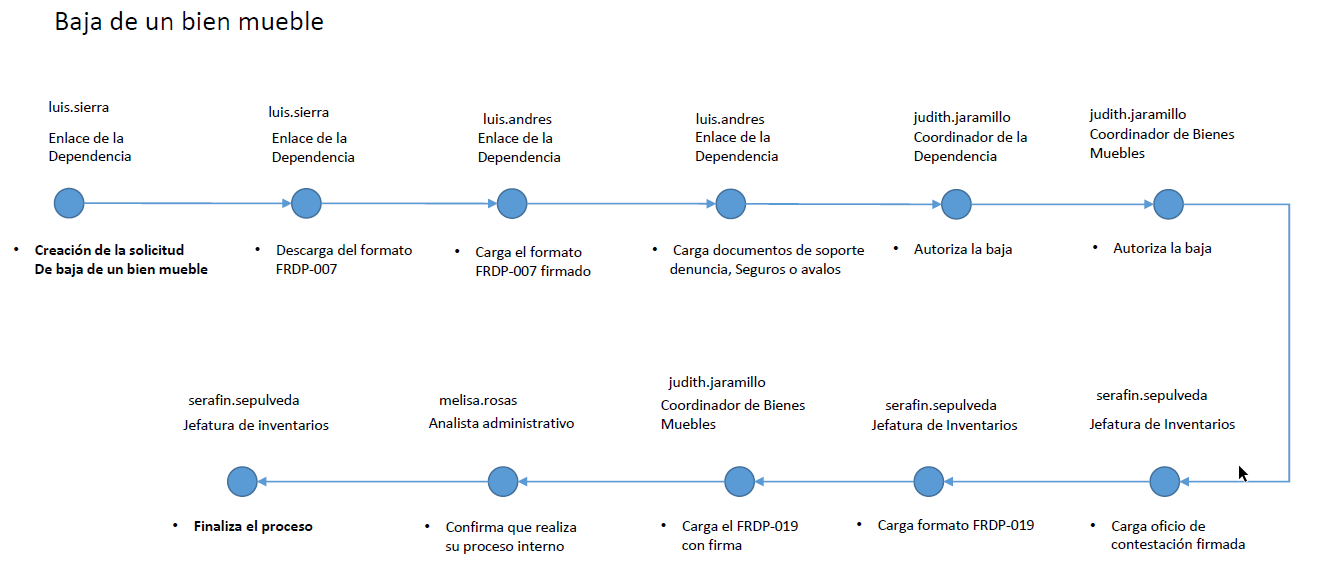 Baja de un bien mueble
luis.sierra
Enlace de la
Dependencia
luis.sierra
Enlace de la
Dependencia
luis.andres
Enlace de la
Dependencia
luis.andres
Enlace de la
Dependencia
judith.jaramillo
Coordinador de la
Dependencia
judith.jaramillo
Coordinador de Bienes
Muebles
• Creación de la solicitud
De baja de un bien mueble
• Descarga del formato
FRDP-007
• Carga el formato
FRDP-007 firmado
• Carga documentos de soporte
denuncia, Seguros o avalos
• Autoriza la baja
• Autoriza la baja
serafin.sepulveda
Jefatura de inventarios
melisa.rosas
Analista administrativo
judith.jaramillo
Coordinador de Bienes
Muebles
serafin.sepulveda
Jefatura de Inventarios
serafin.sepulveda
Jefatura de Inventarios
• Finaliza el proceso
• Confirma que realiza
su proceso interno
• Carga el FRDP-019
con firma
• Carga formato FRDP-019
• Carga oficio de
contestación firmada